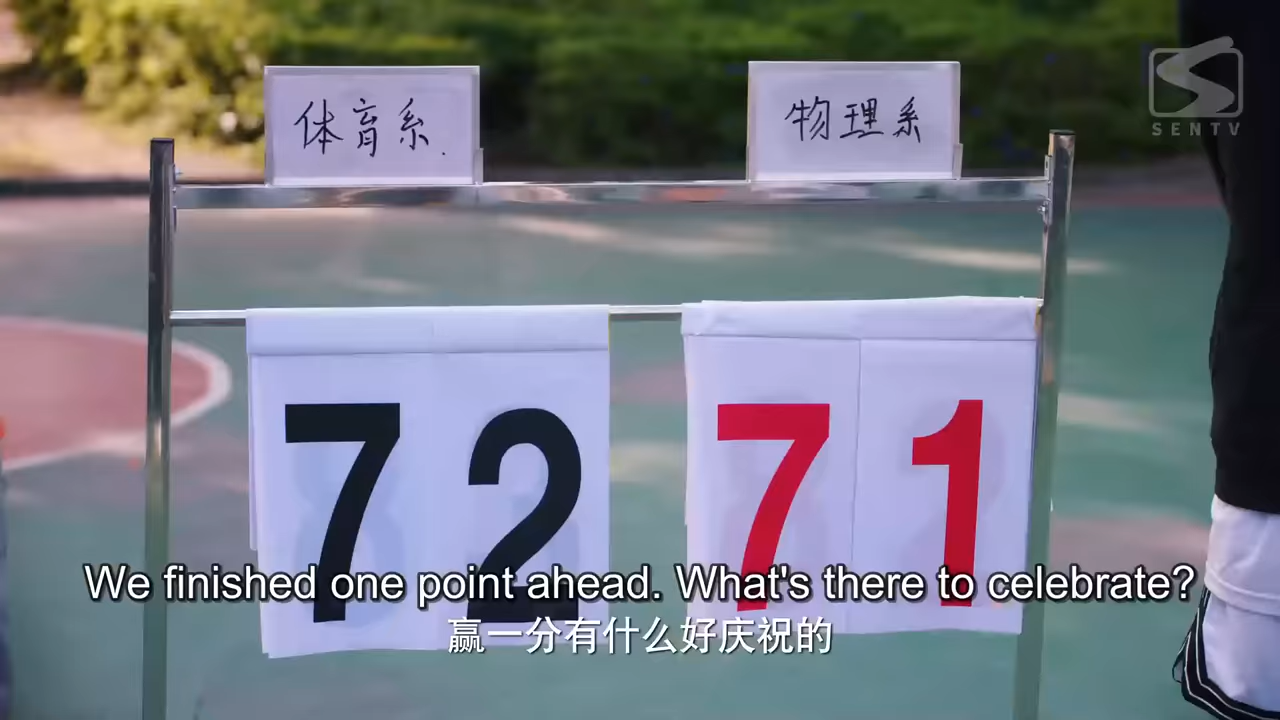 SENTV
体育系.
物理系
72
71
We finished one point ahead. What's there to celebrate?
赢一分有什么好庆祝的